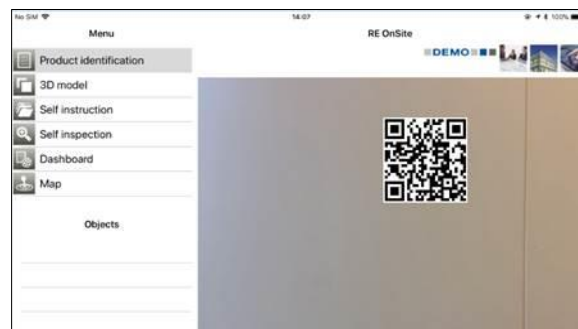 No SIM 14:07 100%
Menu
RE OnSite
DEMO
Product identification
3D model
Self instruction
Self inspection
Dashboard
Map
Objects